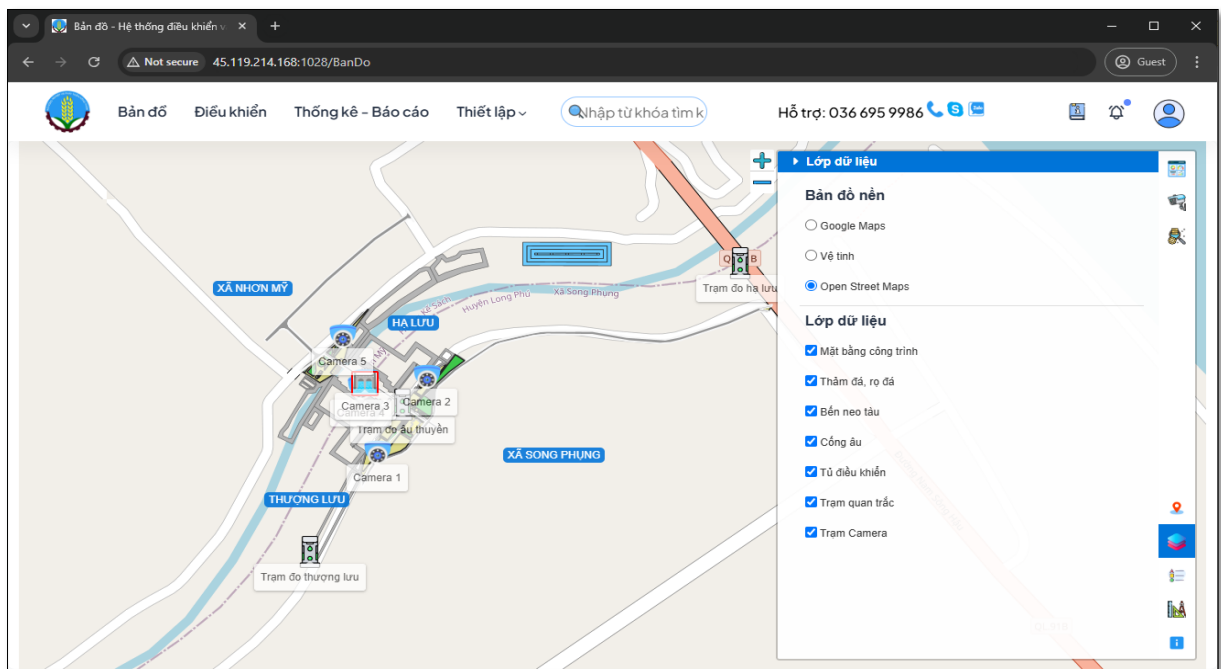 Bản đồ - Hệ thống điều khiển v
Not secure 45.119.214.168:1028/BanDo
Guest
Bản đồ Điều khiển Thống kê - Báo cáo Thiết lập Nhập từ khóa tìm k Hỗ trợ: 036 695 9986
Lớp dữ liệu
Bản đồ nền
Google Maps
Vệ tinh
Open Street Maps
Lớp dữ liệu
Mặt bằng công trình
Thảm đá, rọ đá
Bến neo tàu
Cống âu
Tủ điều khiển
Trạm quan trắc
Trạm Camera
Q B
Trạm đo hạ lưu
XÃ NHƠN MỸ
Kế Sách
Huyện Long Phú
Xã Song Phụng
HẠ LƯU
Camera 5
Camera 3
Camera 4
Camera 2
Trạm đo âu thuyền
XÃ SONG PHỤNG
Camera 1
THƯỢNG LƯU
Trạm đo thượng lưu